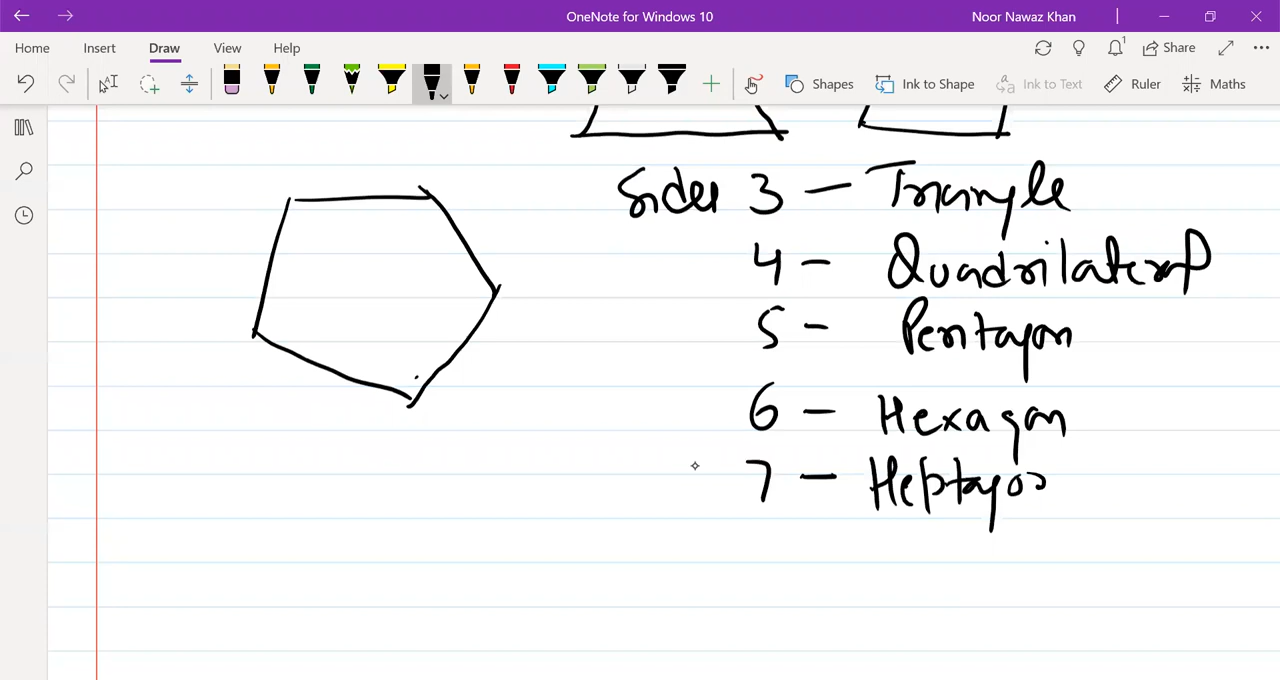 OneNote for Windows 10
Noor Nawaz Khan
Home Insert Draw View Help
1
Share
Shapes Ink to Shape Ink to Text Ruler Maths
Sides 3 — Triangle
4 — Quadrilateral
5 — Pentagon
6 — Hexagon
7 — Heptagon